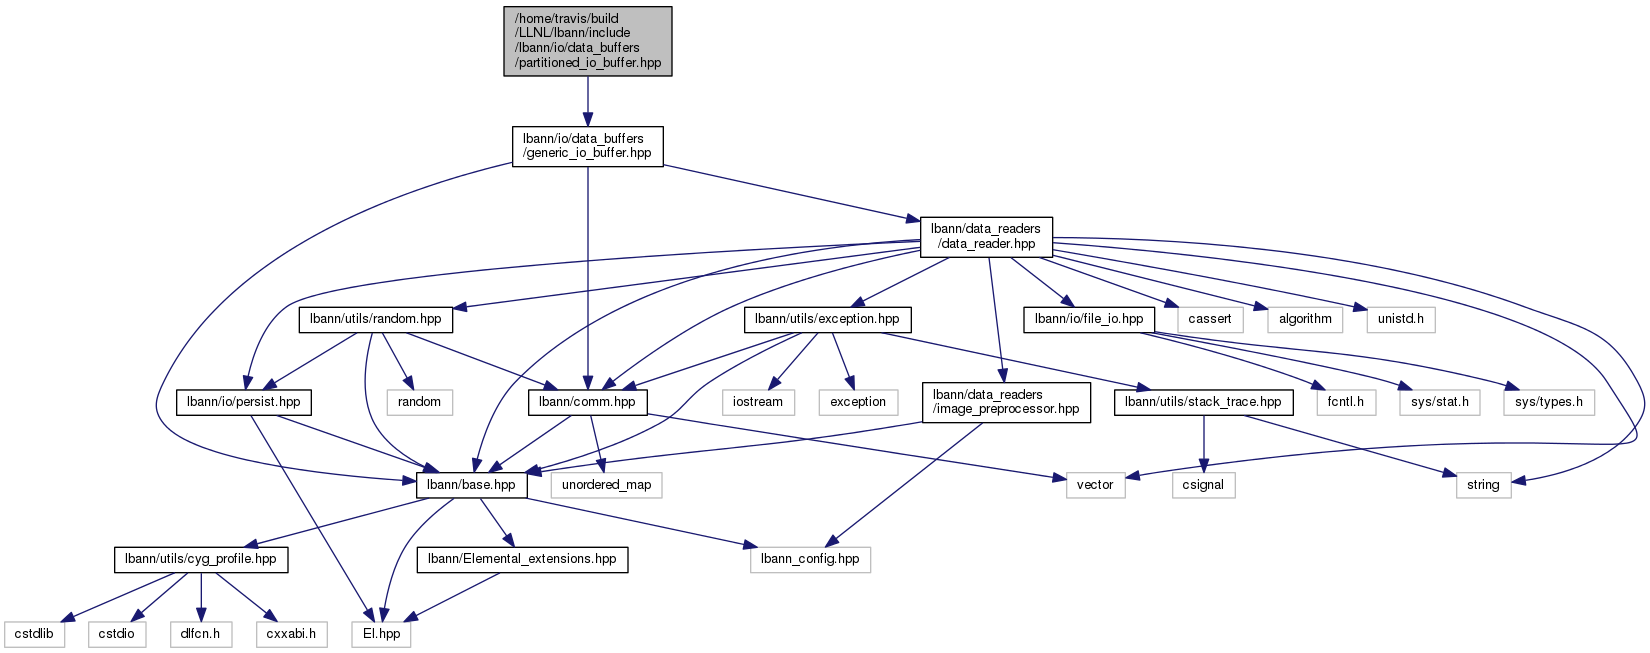 /home/travis/build
/LLNL/lbann/include
/lbann/io/data_buffers
/partitioned_io_buffer.hpp
lbann/io/data_buffers
/generic_io_buffer.hpp
lbann/data_readers
/data_reader.hpp
lbann/utils/random.hpp
lbann/utils/exception.hpp
lbann/io/file_io.hpp
cassert
algorithm
unistd.h
lbann/io/persist.hpp
random
lbann/comm.hpp
iostream
exception
lbann/data_readers
/image_preprocessor.hpp
lbann/utils/stack_trace.hpp
fcntl.h
sys/stat.h
sys/types.h
lbann/base.hpp
unordered_map
vector
csignal
string
lbann/utils/cyg_profile.hpp
lbann/Elemental_extensions.hpp
lbann_config.hpp
cstdlib
cstdio
dlfcn.h
cxxabi.h
El.hpp